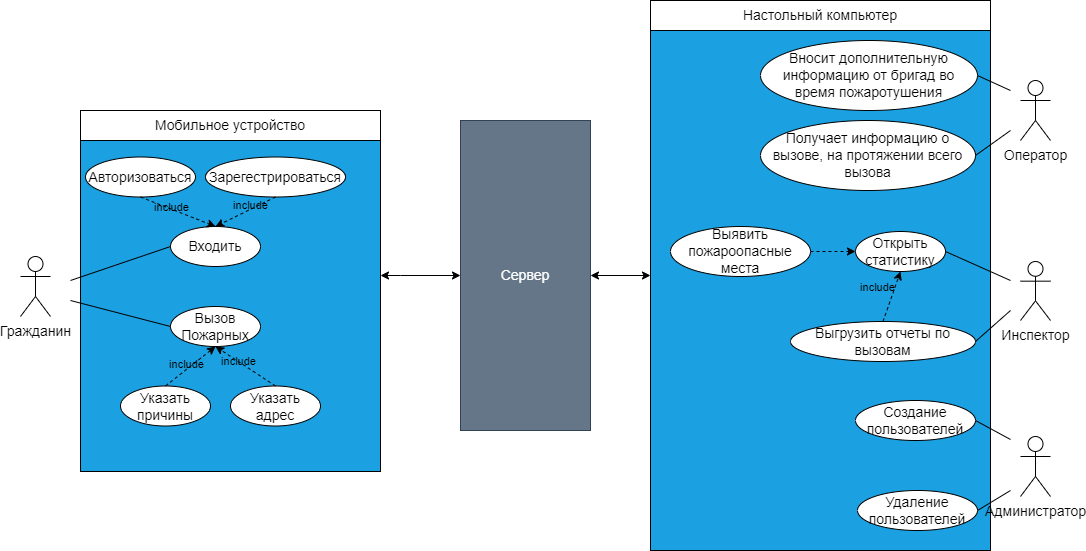 Настольный компьютер
Вносит дополнительную
информацию от бригад во
время пожаротушения
Получает информацию о
вызове, на протяжении всего
вызова
Оператор
Мобильное устройство
Авторизоваться
Зарегестрироваться
include
include
Входить
Гражданин
Вызов
Пожарных
include
include
Указать
причины
Указать
адрес
Сервер
Выявить
пожароопасные
места
Открыть
статистику
include
Выгрузить отчеты по
вызовам
Инспектор
Создание
пользователей
Удаление
пользователей
Администратор